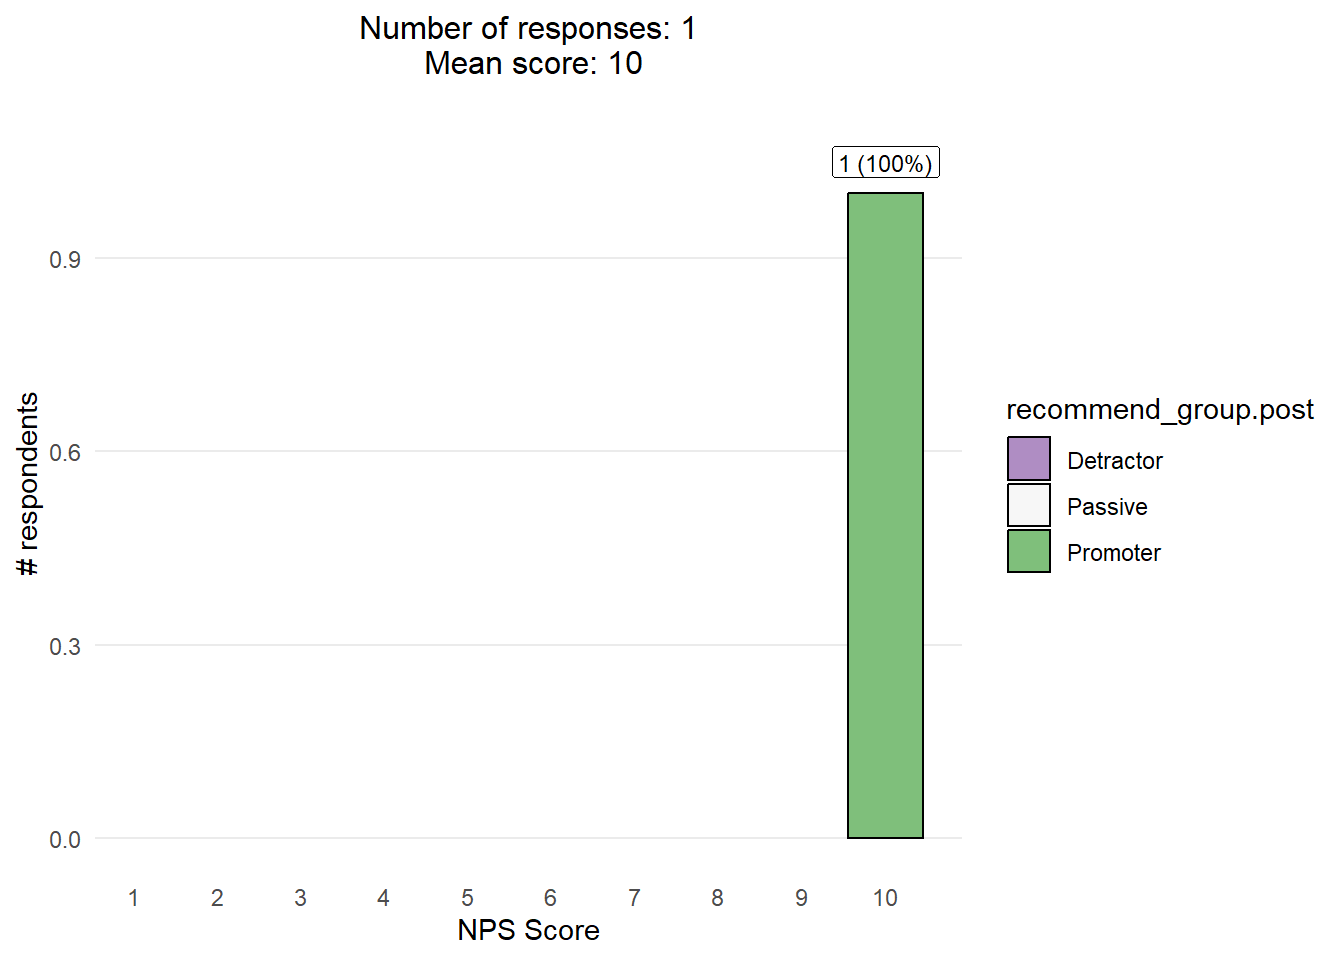 Number of responses: 1
Mean score: 10
1 (100%)
0.9
0.6
0.3
0.0
# respondents
1 2 3 4 5 6 7 8 9 10
NPS Score
recommend_group.post
Detractor
Passive
Promoter